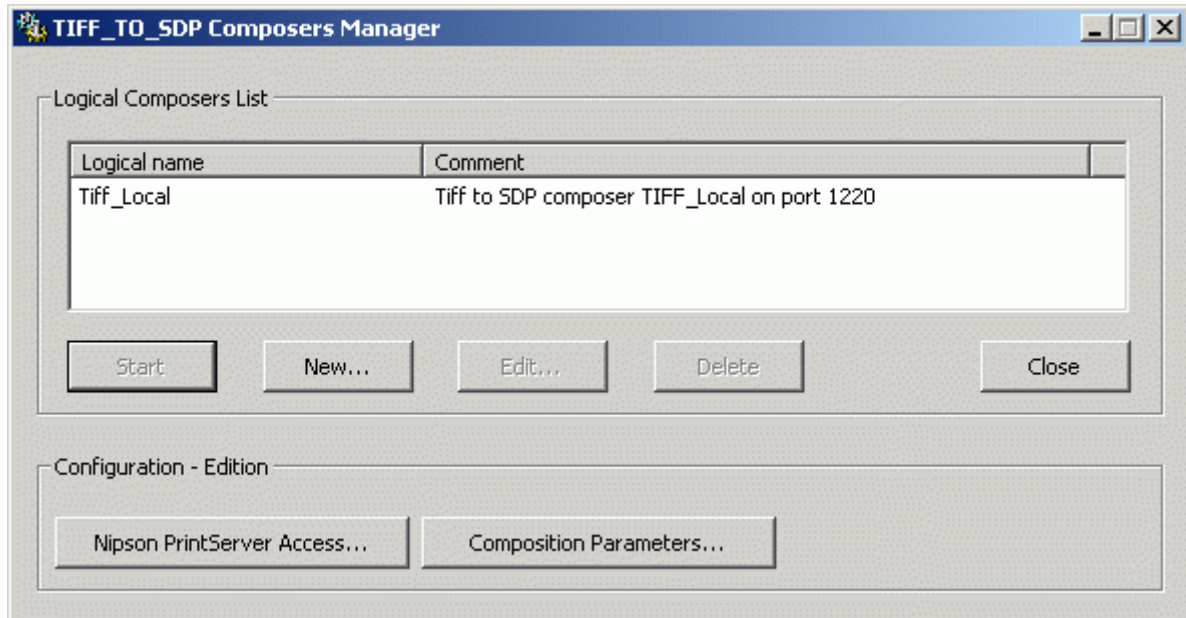 TIFF_TO_SDP Composers Manager
Logical Composers List
Logical name Comment
Tiff_Local Tiff to SDP composer TIFF_Local on port 1220
Start New... Edit... Delete Close
Configuration - Edition
Nipson PrintServer Access... Composition Parameters...